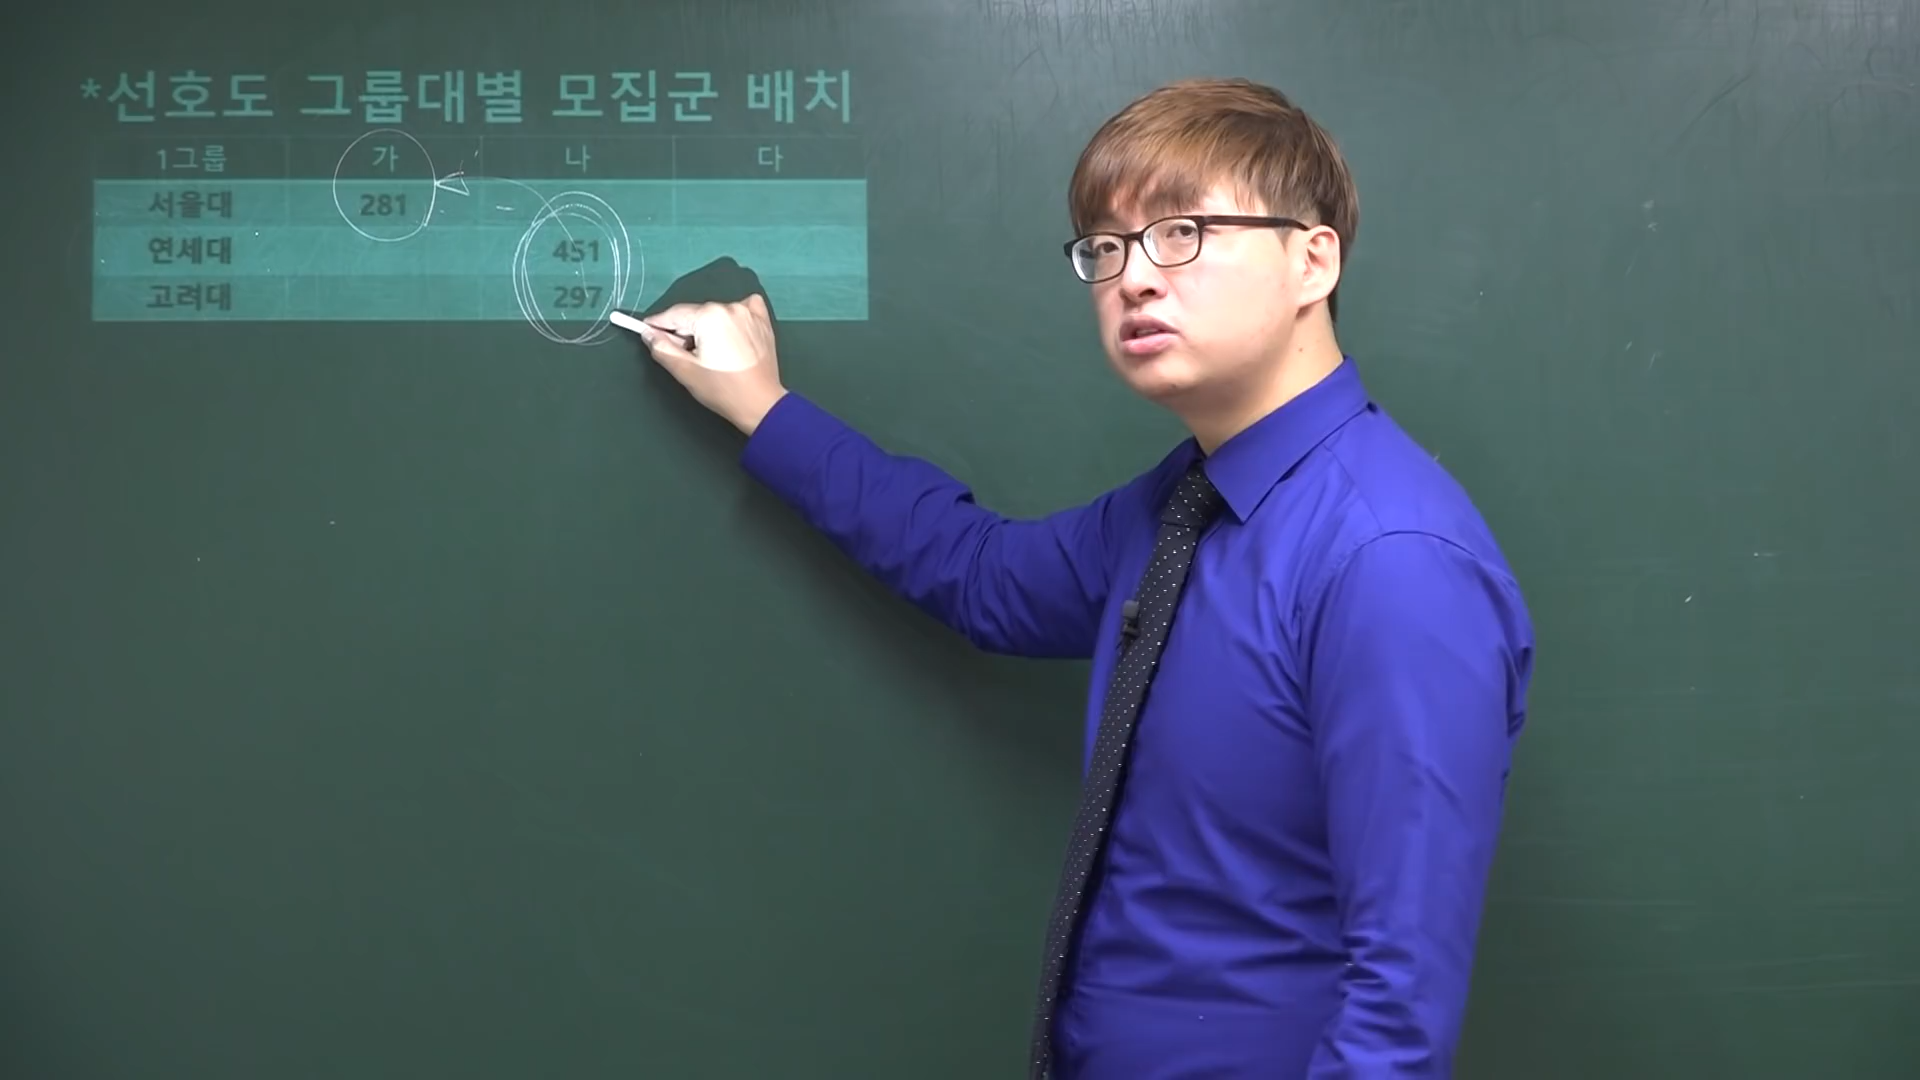 *선호도 그룹대별 모집군 배치
1그룹 가 나 다
서울대 281
연세대 451
고려대 297